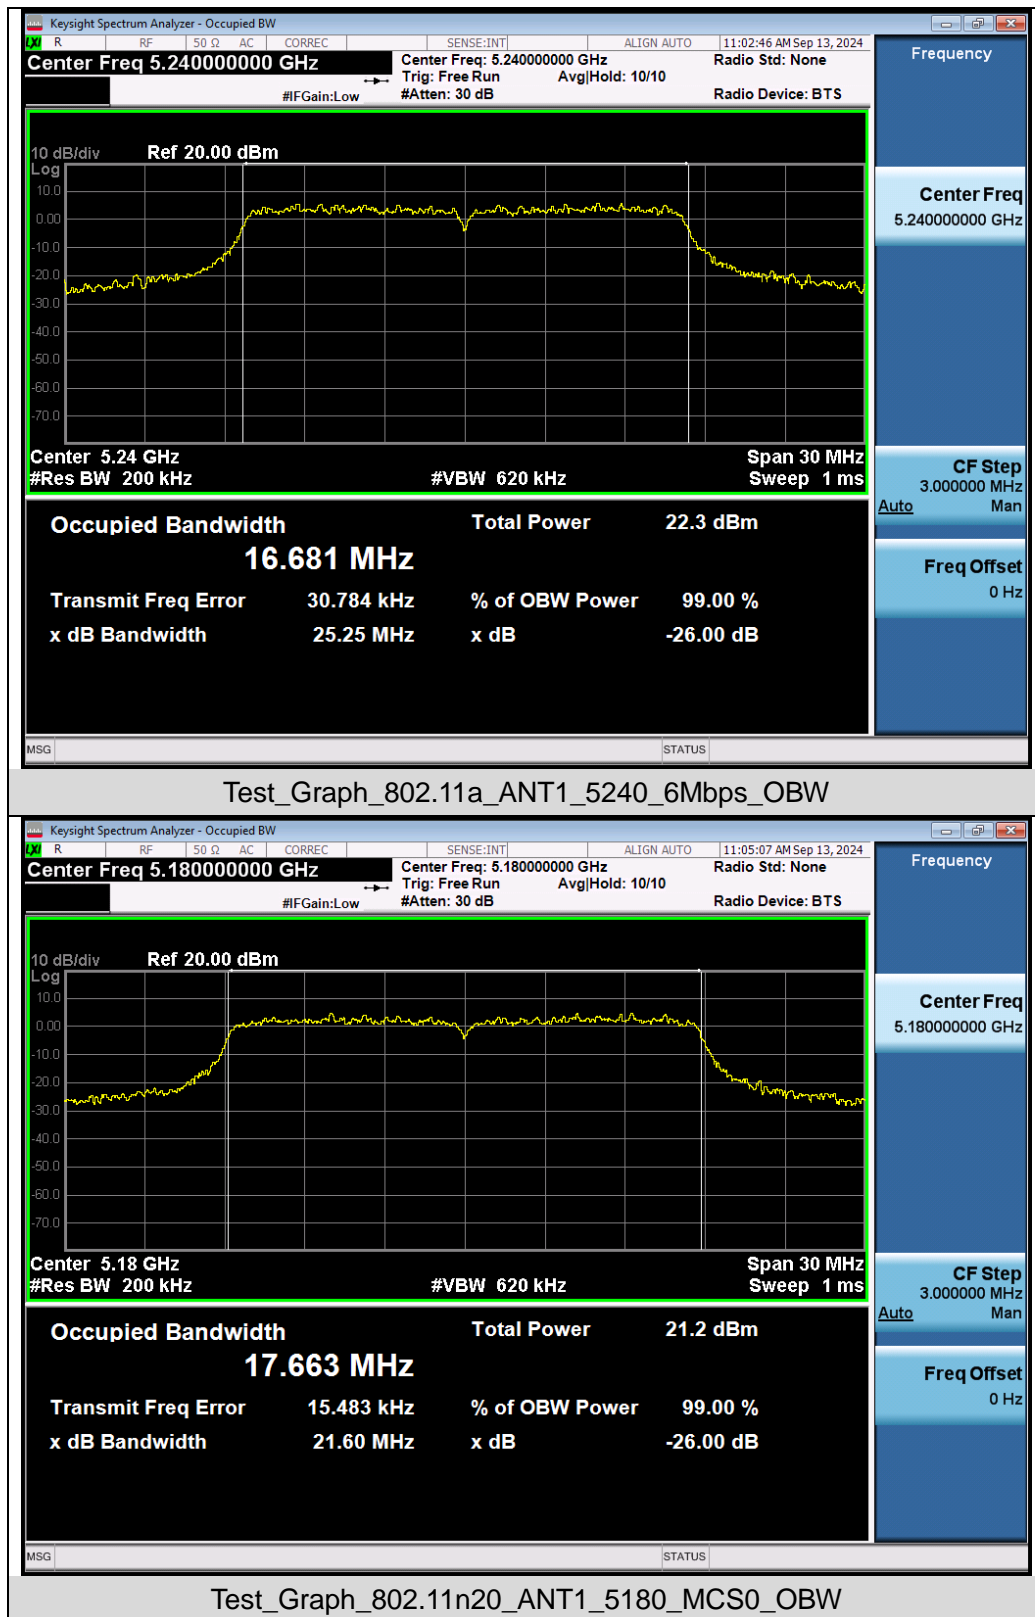 Keysight Spectrum Analyzer - Occupied BW
LXI R RF 50 Ω AC CORREC SENSE:INT ALIGN AUTO 11:02:46 AM Sep 13, 2024
Center Freq 5.240000000 GHz Center Freq: 5.240000000 GHz Radio Std: None Frequency
Trig: Free Run Avg|Hold: 10/10
#IFGain:Low #Atten: 30 dB Radio Device: BTS
10 dB/div Ref 20.00 dBm
Log
10.0
0.00
-10.0
-20.0
-30.0
-40.0
-50.0
-60.0
-70.0
Center Freq
5.240000000 GHz
Center 5.24 GHz Span 30 MHz
#Res BW 200 kHz #VBW 620 kHz Sweep 1 ms
CF Step
3.000000 MHz
Auto Man
Occupied Bandwidth Total Power 22.3 dBm
16.681 MHz
Freq Offset
0 Hz
Transmit Freq Error 30.784 kHz % of OBW Power 99.00 %
x dB Bandwidth 25.25 MHz x dB -26.00 dB
MSG STATUS
Test_Graph_802.11a_ANT1_5240_6Mbps_OBW
Keysight Spectrum Analyzer - Occupied BW
LXI R RF 50 Ω AC CORREC SENSE:INT ALIGN AUTO 11:05:07 AM Sep 13, 2024
Center Freq 5.180000000 GHz Center Freq: 5.180000000 GHz Radio Std: None Frequency
Trig: Free Run Avg|Hold: 10/10
#IFGain:Low #Atten: 30 dB Radio Device: BTS
10 dB/div Ref 20.00 dBm
Log
10.0
0.00
-10.0
-20.0
-30.0
-40.0
-50.0
-60.0
-70.0
Center Freq
5.180000000 GHz
Center 5.18 GHz Span 30 MHz
#Res BW 200 kHz #VBW 620 kHz Sweep 1 ms
CF Step
3.000000 MHz
Auto Man
Occupied Bandwidth Total Power 21.2 dBm
17.663 MHz
Freq Offset
0 Hz
Transmit Freq Error 15.483 kHz % of OBW Power 99.00 %
x dB Bandwidth 21.60 MHz x dB -26.00 dB
MSG STATUS
Test_Graph_802.11n20_ANT1_5180_MCS0_OBW